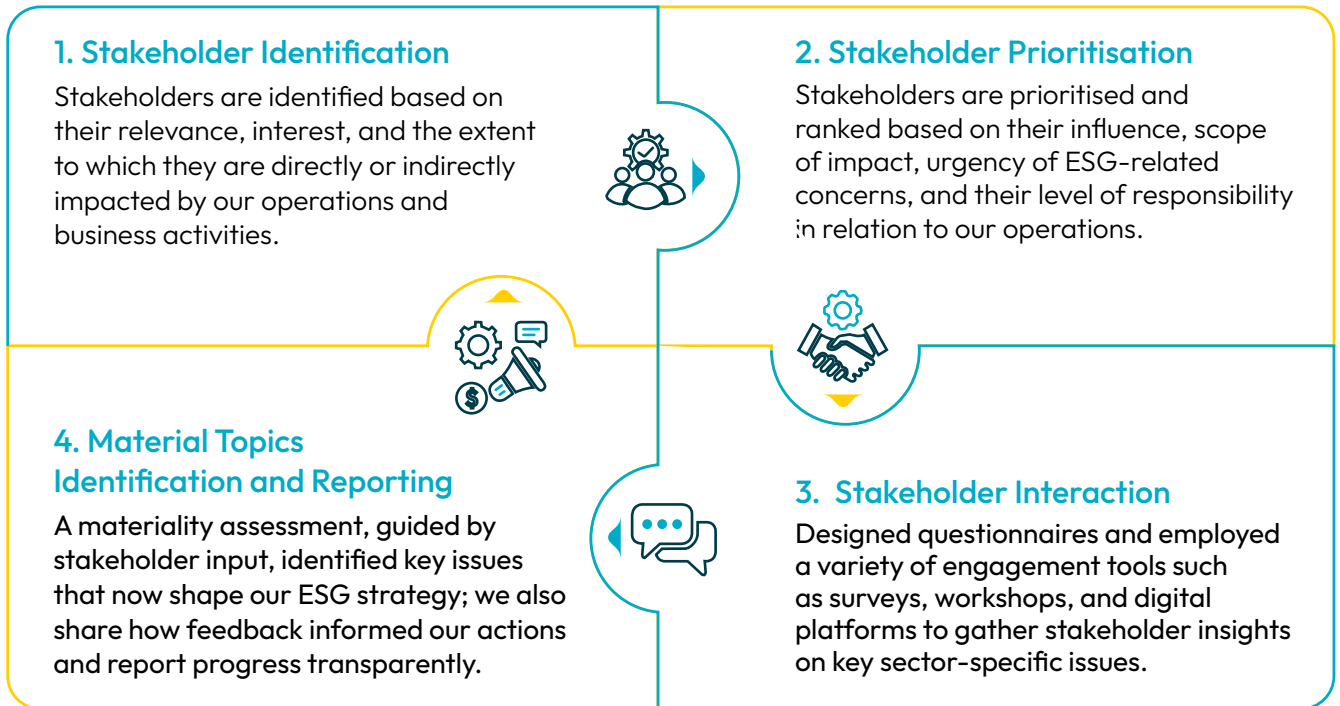 1. Stakeholder Identification
Stakeholders are identified based on
their relevance, interest, and the extent
to which they are directly or indirectly
impacted by our operations and
business activities.
2. Stakeholder Prioritisation
Stakeholders are prioritised and
ranked based on their influence, scope
of impact, urgency of ESG-related
concerns, and their level of responsibility
in relation to our operations.
3. Stakeholder Interaction
Designed questionnaires and employed
a variety of engagement tools such
as surveys, workshops, and digital
platforms to gather stakeholder insights
on key sector-specific issues.
4. Material Topics
Identification and Reporting
A materiality assessment, guided by
stakeholder input, identified key issues
that now shape our ESG strategy; we also
share how feedback informed our actions
and report progress transparently.
$